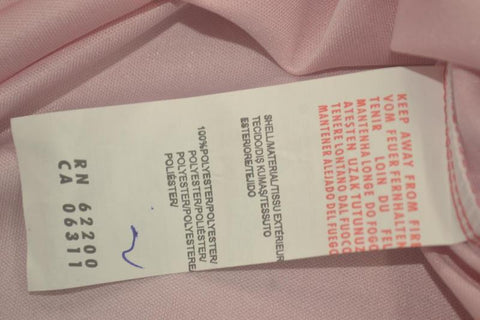 KEEP AWAY FROM FIRE
VOM FEUER FERNHALTEN
TENIR LOIN DU FEU
MANTENHA LONGE DO FOGO
ATEŞTEN UZAK TUTUNUZ
TENERE LONTANO DAL FUOCO
MANTENER ALEJADO DEL FUEGO
SHELL/MATERIAL/TISSU EXTÉRIEUR
TECIDO/DIŞ KUMAŞ/TESSUTO
ESTERIORE/TEJIDO
100%POLYESTER/POLYESTER/
POLYESTER/POLIÉSTER/
POLYESTER/POLYESTERE/
POLIÉSTER/
RN 62200
CA 06311